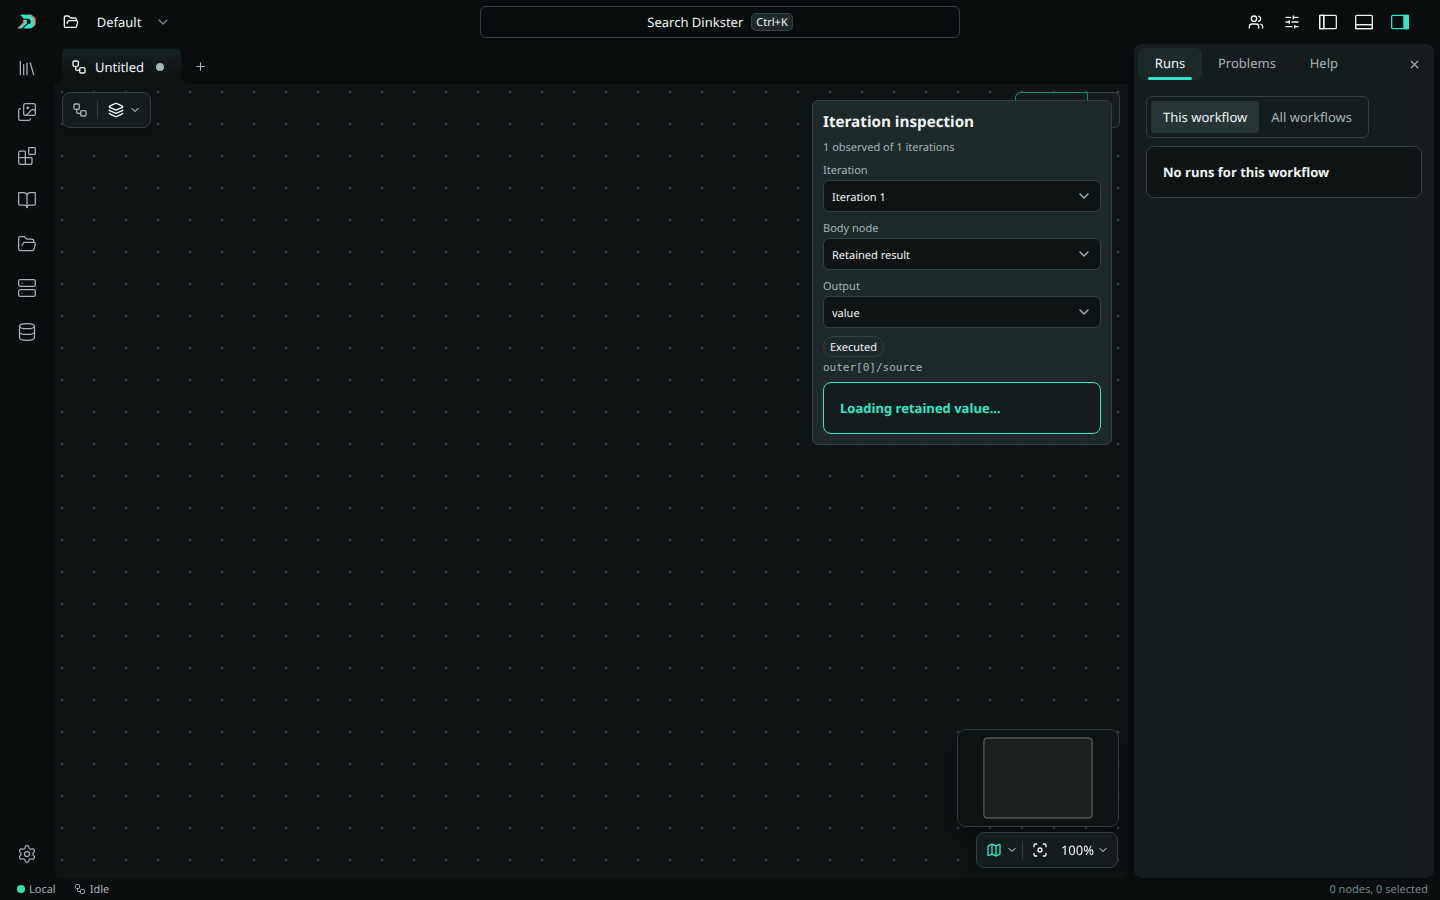 Default
Search Dinkster Ctrl+K
Untitled
Runs
Problems
Help
This workflow
All workflows
No runs for this workflow
Iteration inspection
1 observed of 1 iterations
Iteration
Iteration 1
Body node
Retained result
Output
value
Executed
outer[0]/source
Loading retained value...
100%
Local
Idle
0 nodes, 0 selected